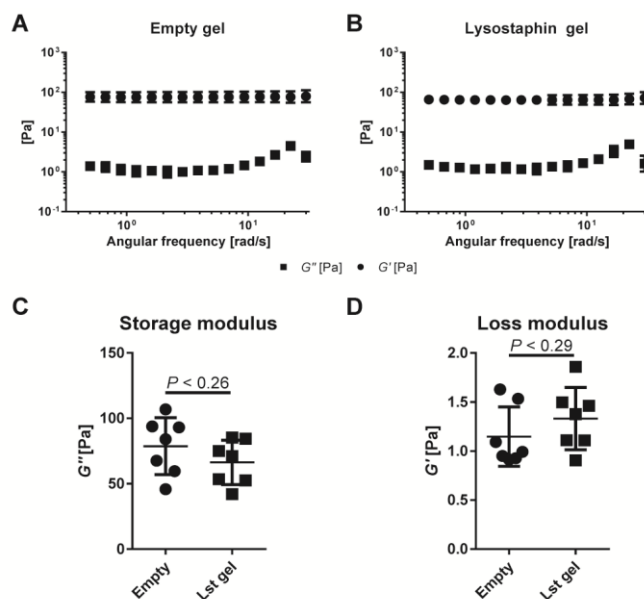 A
Empty gel
10³
10²
10¹
10⁰
10⁻¹
[Pa]
10⁰
10¹
Angular frequency [rad/s]
B
Lysostaphin gel
10³
10²
10¹
10⁰
10⁻¹
[Pa]
10⁰
10¹
Angular frequency [rad/s]
G" [Pa]
G' [Pa]
C
Storage modulus
150
100
50
0
G" [Pa]
P < 0.26
Empty
Lst gel
D
Loss modulus
2.0
1.5
1.0
0.5
0.0
G' [Pa]
P < 0.29
Empty
Lst gel